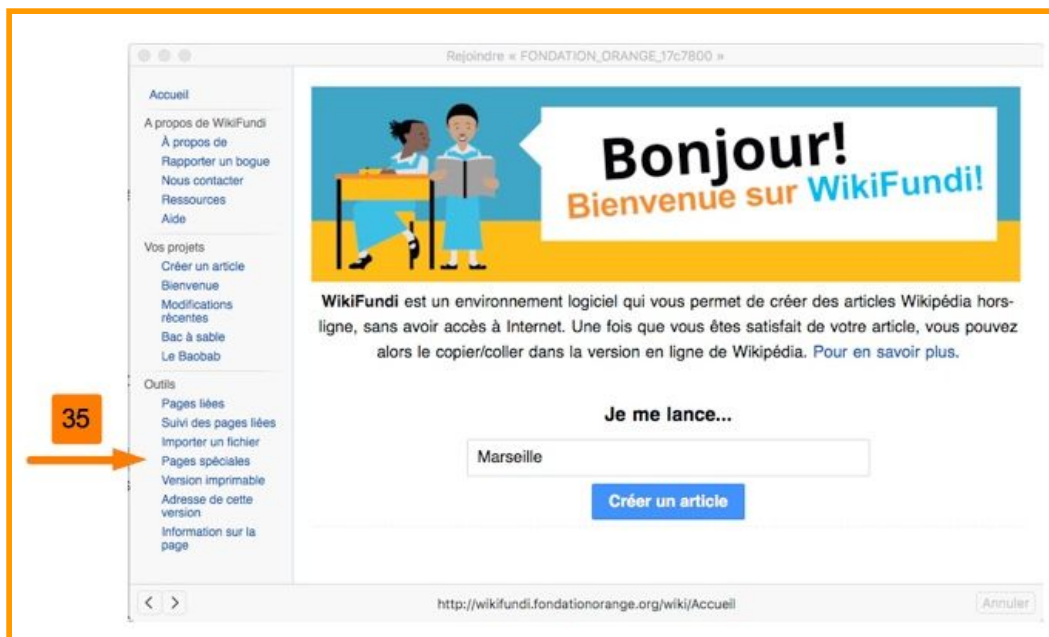 Rejoindre « FONDATION_ORANGE_17c7800 »
Accueil
A propos de WikiFundi
À propos de
Rapporter un bogue
Nous contacter
Ressources
Aide
Vos projets
Créer un article
Bienvenue
Modifications
récentes
Bac à sable
Le Baobab
Outils
Pages liées
Suivi des pages liées
Importer un fichier
Pages spéciales
Version imprimable
Adresse de cette
version
Information sur la
page
35
Bonjour!
Bienvenue sur WikiFundi!
WikiFundi est un environnement logiciel qui vous permet de créer des articles Wikipédia hors-
ligne, sans avoir accès à Internet. Une fois que vous êtes satisfait de votre article, vous pouvez
alors le copier/coller dans la version en ligne de Wikipédia. Pour en savoir plus.
Je me lance...
Marseille
Créer un article
http://wikifundi.fondationorange.org/wiki/Accueil
Annuler